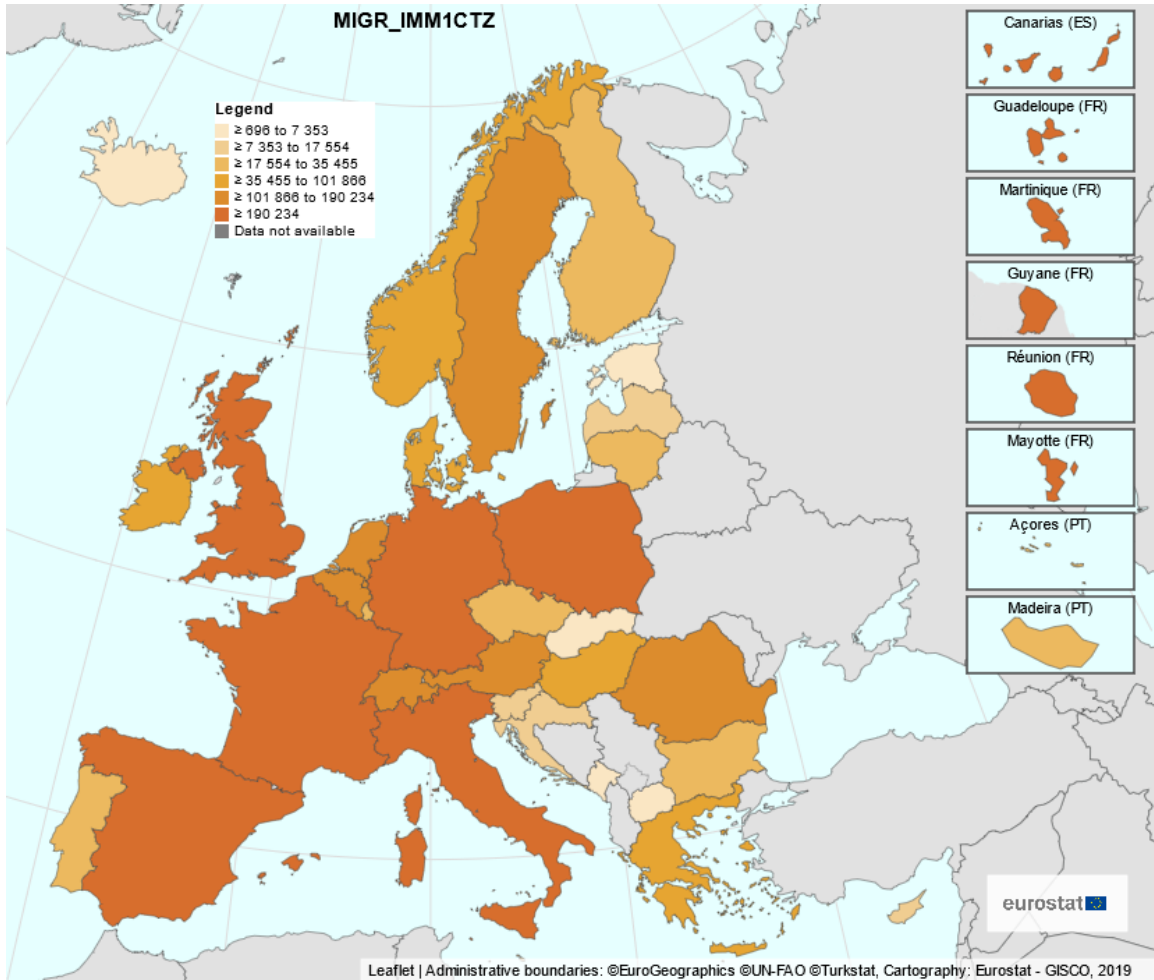 MIGR_IMM1CTZ
Legend
≥ 696 to 7 353
≥ 7 353 to 17 554
≥ 17 554 to 35 455
≥ 35 455 to 101 866
≥ 101 866 to 190 234
≥ 190 234
Data not available
Canarias (ES)
Guadeloupe (FR)
Martinique (FR)
Guyane (FR)
Réunion (FR)
Mayotte (FR)
Açores (PT)
Madeira (PT)
eurostat
Leaflet | Administrative boundaries: ©EuroGeographics ©UN-FAO ©Turkstat, Cartography: Eurostat - GISCO, 2019